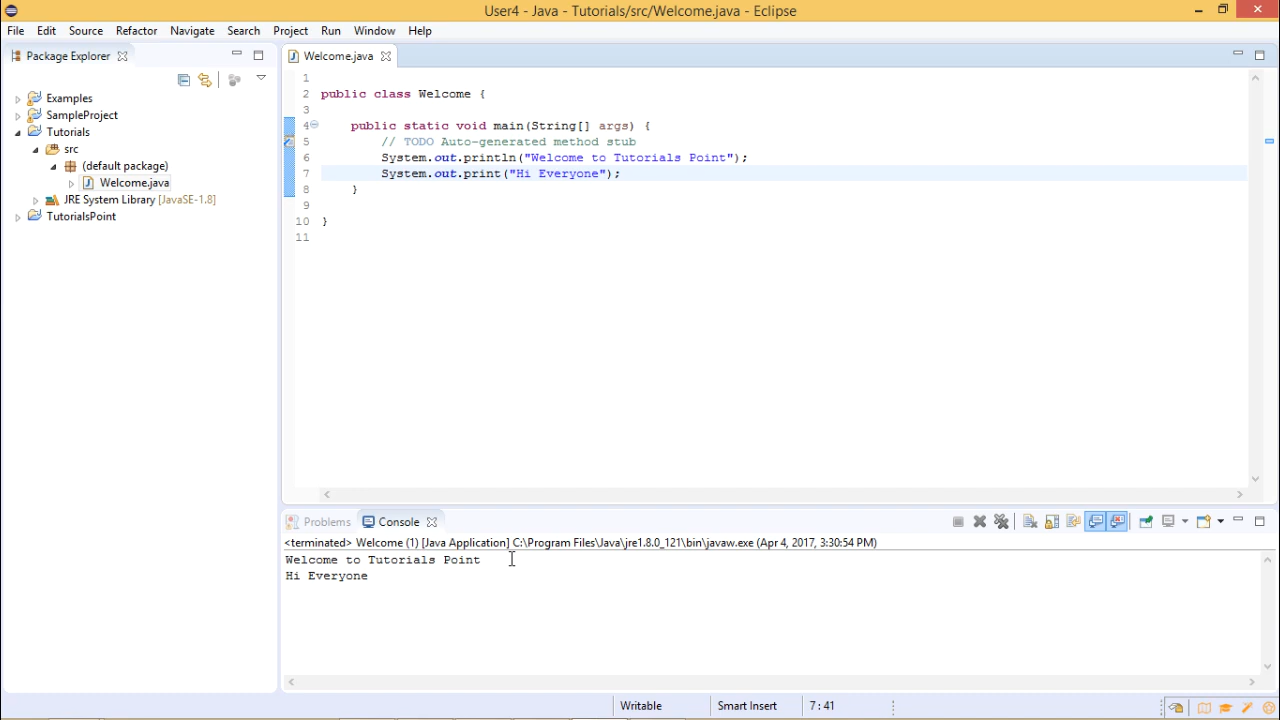 User4 - Java - Tutorials/src/Welcome.java - Eclipse
File Edit Source Refactor Navigate Search Project Run Window Help
Package Explorer
Examples
SampleProject
Tutorials
src
(default package)
Welcome.java
JRE System Library [JavaSE-1.8]
TutorialsPoint
Welcome.java
1
2 public class Welcome {
3
4 public static void main(String[] args) {
5 // TODO Auto-generated method stub
6 System.out.println("Welcome to Tutorials Point");
7 System.out.print("Hi Everyone");
8 }
9
10 }
11
Problems Console
<terminated> Welcome (1) [Java Application] C:\Program Files\Java\jre1.8.0_121\bin\javaw.exe (Apr 4, 2017, 3:30:54 PM)
Welcome to Tutorials Point
Hi Everyone
Writable Smart Insert 7 : 41